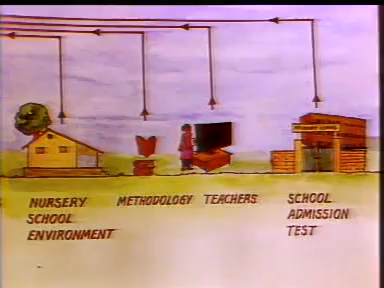 NURSERY SCHOOL ENVIRONMENT
METHODOLOGY
TEACHERS
SCHOOL ADMISSION TEST